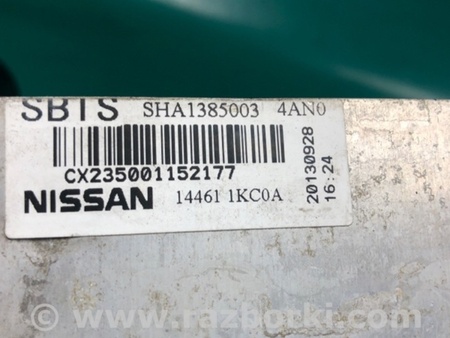 SBTS SHA1385003 4AN0
CX235001152177
NISSAN 14461 1KC0A
20130928
16:24
www.razborki.com